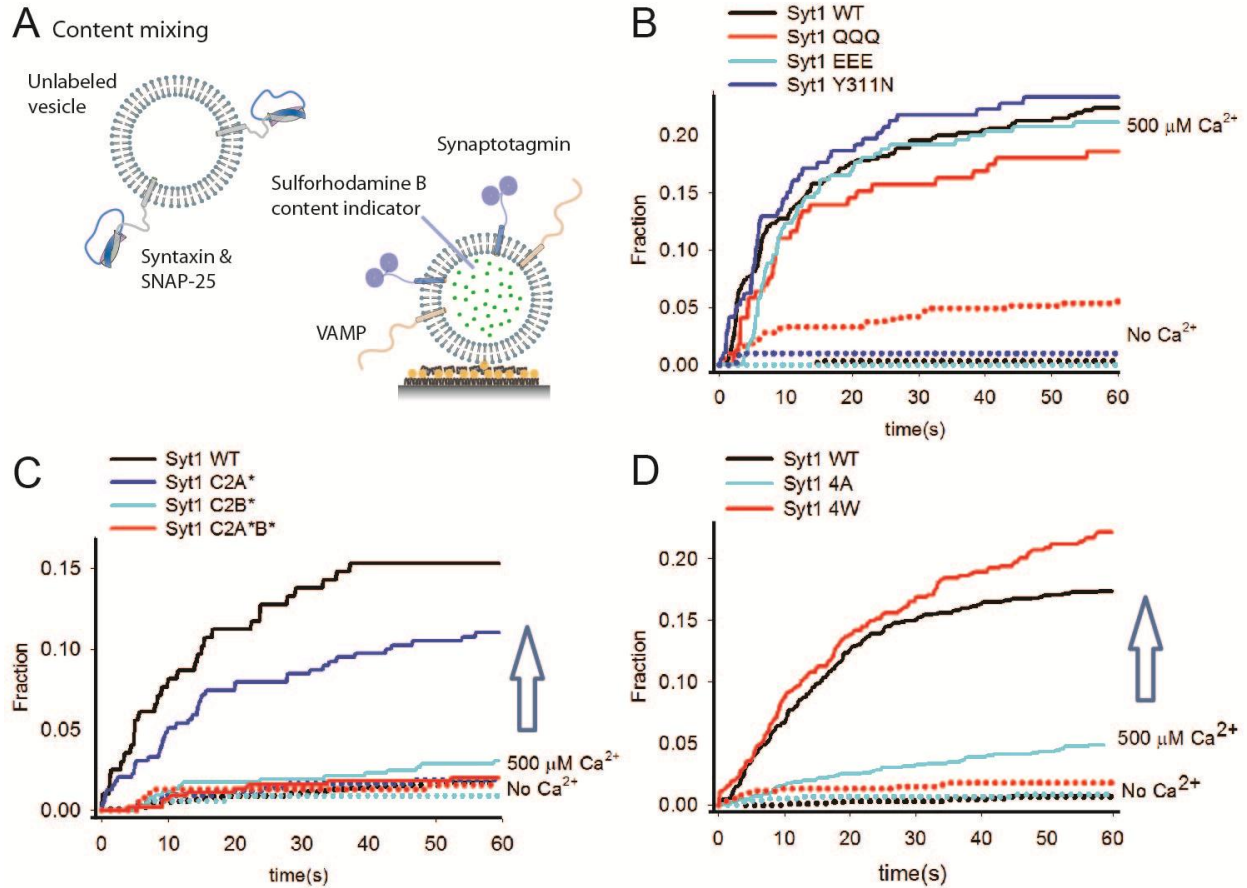 A Content mixing
Unlabeled
vesicle
Synaptotagmin
Sulforhodamine B
content indicator
Syntaxin &
SNAP-25
VAMP
B
Syt1 WT
Syt1 QQQ
Syt1 EEE
Syt1 Y311N
Fraction
0.20
0.15
0.10
0.05
0.00
500 μM Ca²⁺
No Ca²⁺
0 10 20 30 40 50 60
time(s)
C
Syt1 WT
Syt1 C2A*
Syt1 C2B*
Syt1 C2A*B*
Fraction
0.15
0.10
0.05
0.00
500 μM Ca²⁺
No Ca²⁺
0 10 20 30 40 50 60
time(s)
D
Syt1 WT
Syt1 4A
Syt1 4W
Fraction
0.20
0.15
0.10
0.05
0.00
500 μM Ca²⁺
No Ca²⁺
0 10 20 30 40 50 60
time(s)